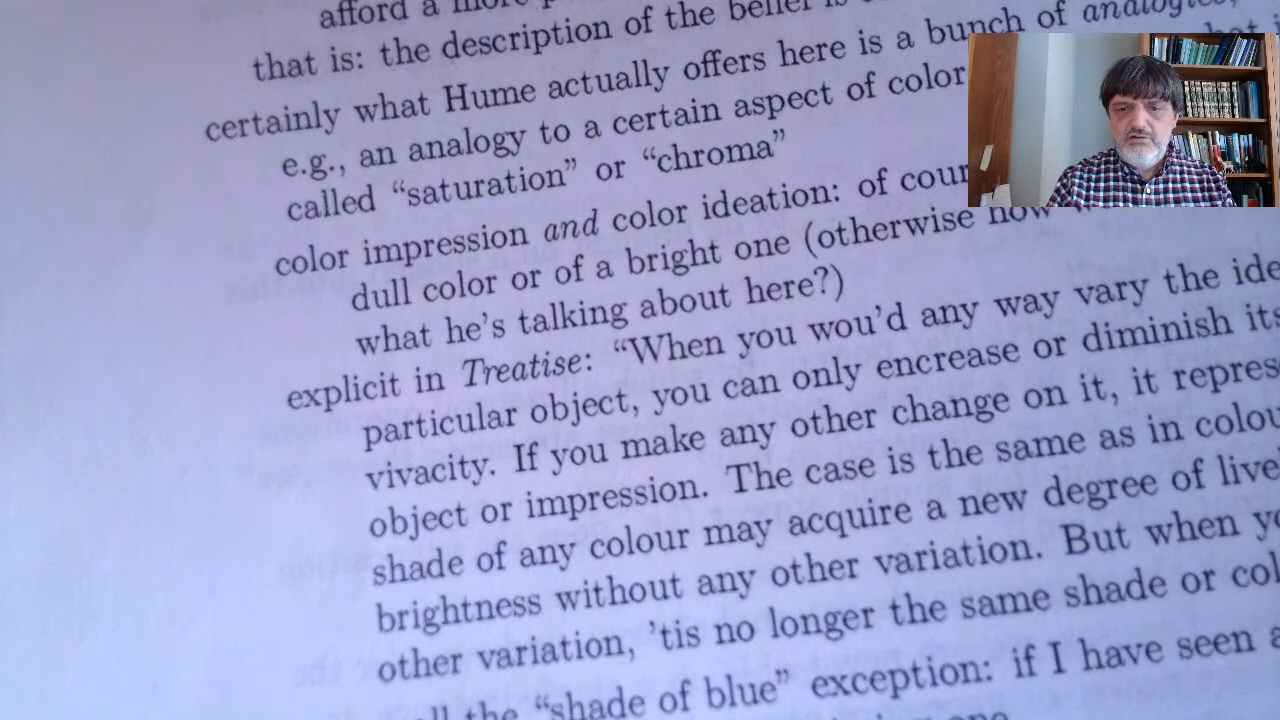 afford a more
that is: the description of the belief is
certainly what Hume actually offers here is a bunch of analogies,
e.g., an analogy to a certain aspect of color
called “saturation” or “chroma”
color impression and color ideation: of cour
dull color or of a bright one (otherwise how w
what he’s talking about here?)
explicit in Treatise: “When you wou’d any way vary the ide
particular object, you can only encrease or diminish its
vivacity. If you make any other change on it, it repres
object or impression. The case is the same as in colou
shade of any colour may acquire a new degree of livel
brightness without any other variation. But when yo
other variation, ’tis no longer the same shade or col
the “shade of blue” exception: if I have seen a
one